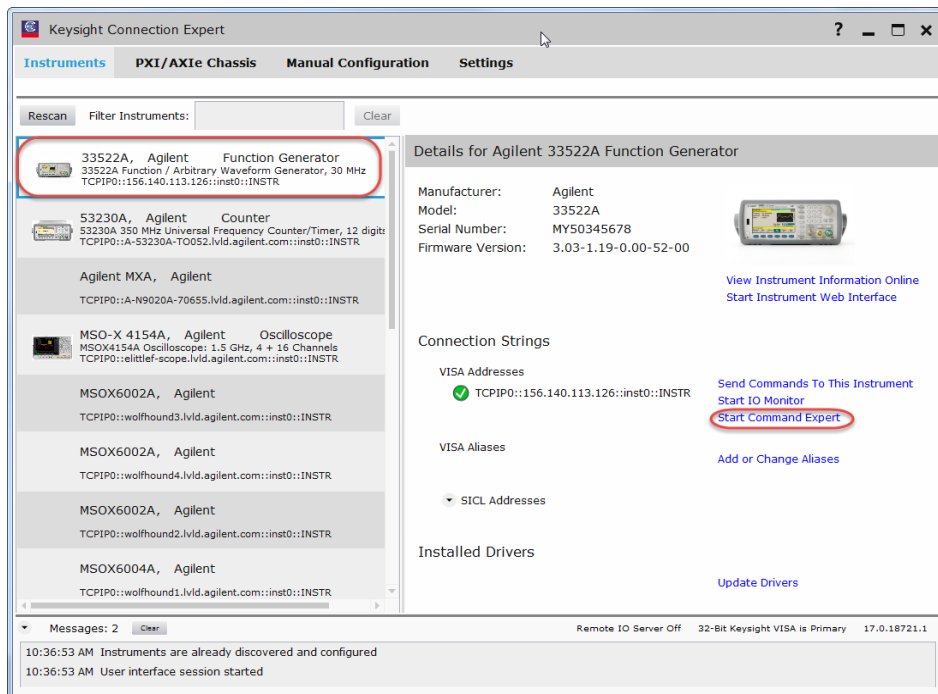 Keysight Connection Expert
?
Instruments PXI/AXIe Chassis Manual Configuration Settings
Rescan Filter Instruments: Clear
33522A, Agilent Function Generator
33522A Function / Arbitrary Waveform Generator, 30 MHz
TCPIP0::156.140.113.126::inst0::INSTR
53230A, Agilent Counter
53230A 350 MHz Universal Frequency Counter/Timer, 12 digits
TCPIP0::A-53230A-TO052.lvld.agilent.com::inst0::INSTR
Agilent MXA, Agilent
TCPIP0::A-N9020A-70655.lvld.agilent.com::inst0::INSTR
MSO-X 4154A, Agilent Oscilloscope
MSOX4154A Oscilloscope: 1.5 GHz, 4 + 16 Channels
TCPIP0::elittlef-scope.lvld.agilent.com::inst0::INSTR
MSOX6002A, Agilent
TCPIP0::wolfhound3.lvld.agilent.com::inst0::INSTR
MSOX6002A, Agilent
TCPIP0::wolfhound4.lvld.agilent.com::inst0::INSTR
MSOX6002A, Agilent
TCPIP0::wolfhound2.lvld.agilent.com::inst0::INSTR
MSOX6004A, Agilent
TCPIP0::wolfhound1.lvld.agilent.com::inst0::INSTR
Details for Agilent 33522A Function Generator
Manufacturer: Agilent
Model: 33522A
Serial Number: MY50345678
Firmware Version: 3.03-1.19-0.00-52-00
View Instrument Information Online
Start Instrument Web Interface
Connection Strings
VISA Addresses
TCPIP0::156.140.113.126::inst0::INSTR
Send Commands To This Instrument
Start IO Monitor
Start Command Expert
VISA Aliases
Add or Change Aliases
SICL Addresses
Installed Drivers
Update Drivers
Messages: 2 Clear
Remote IO Server Off 32-Bit Keysight VISA is Primary 17.0.18721.1
10:36:53 AM Instruments are already discovered and configured
10:36:53 AM User interface session started